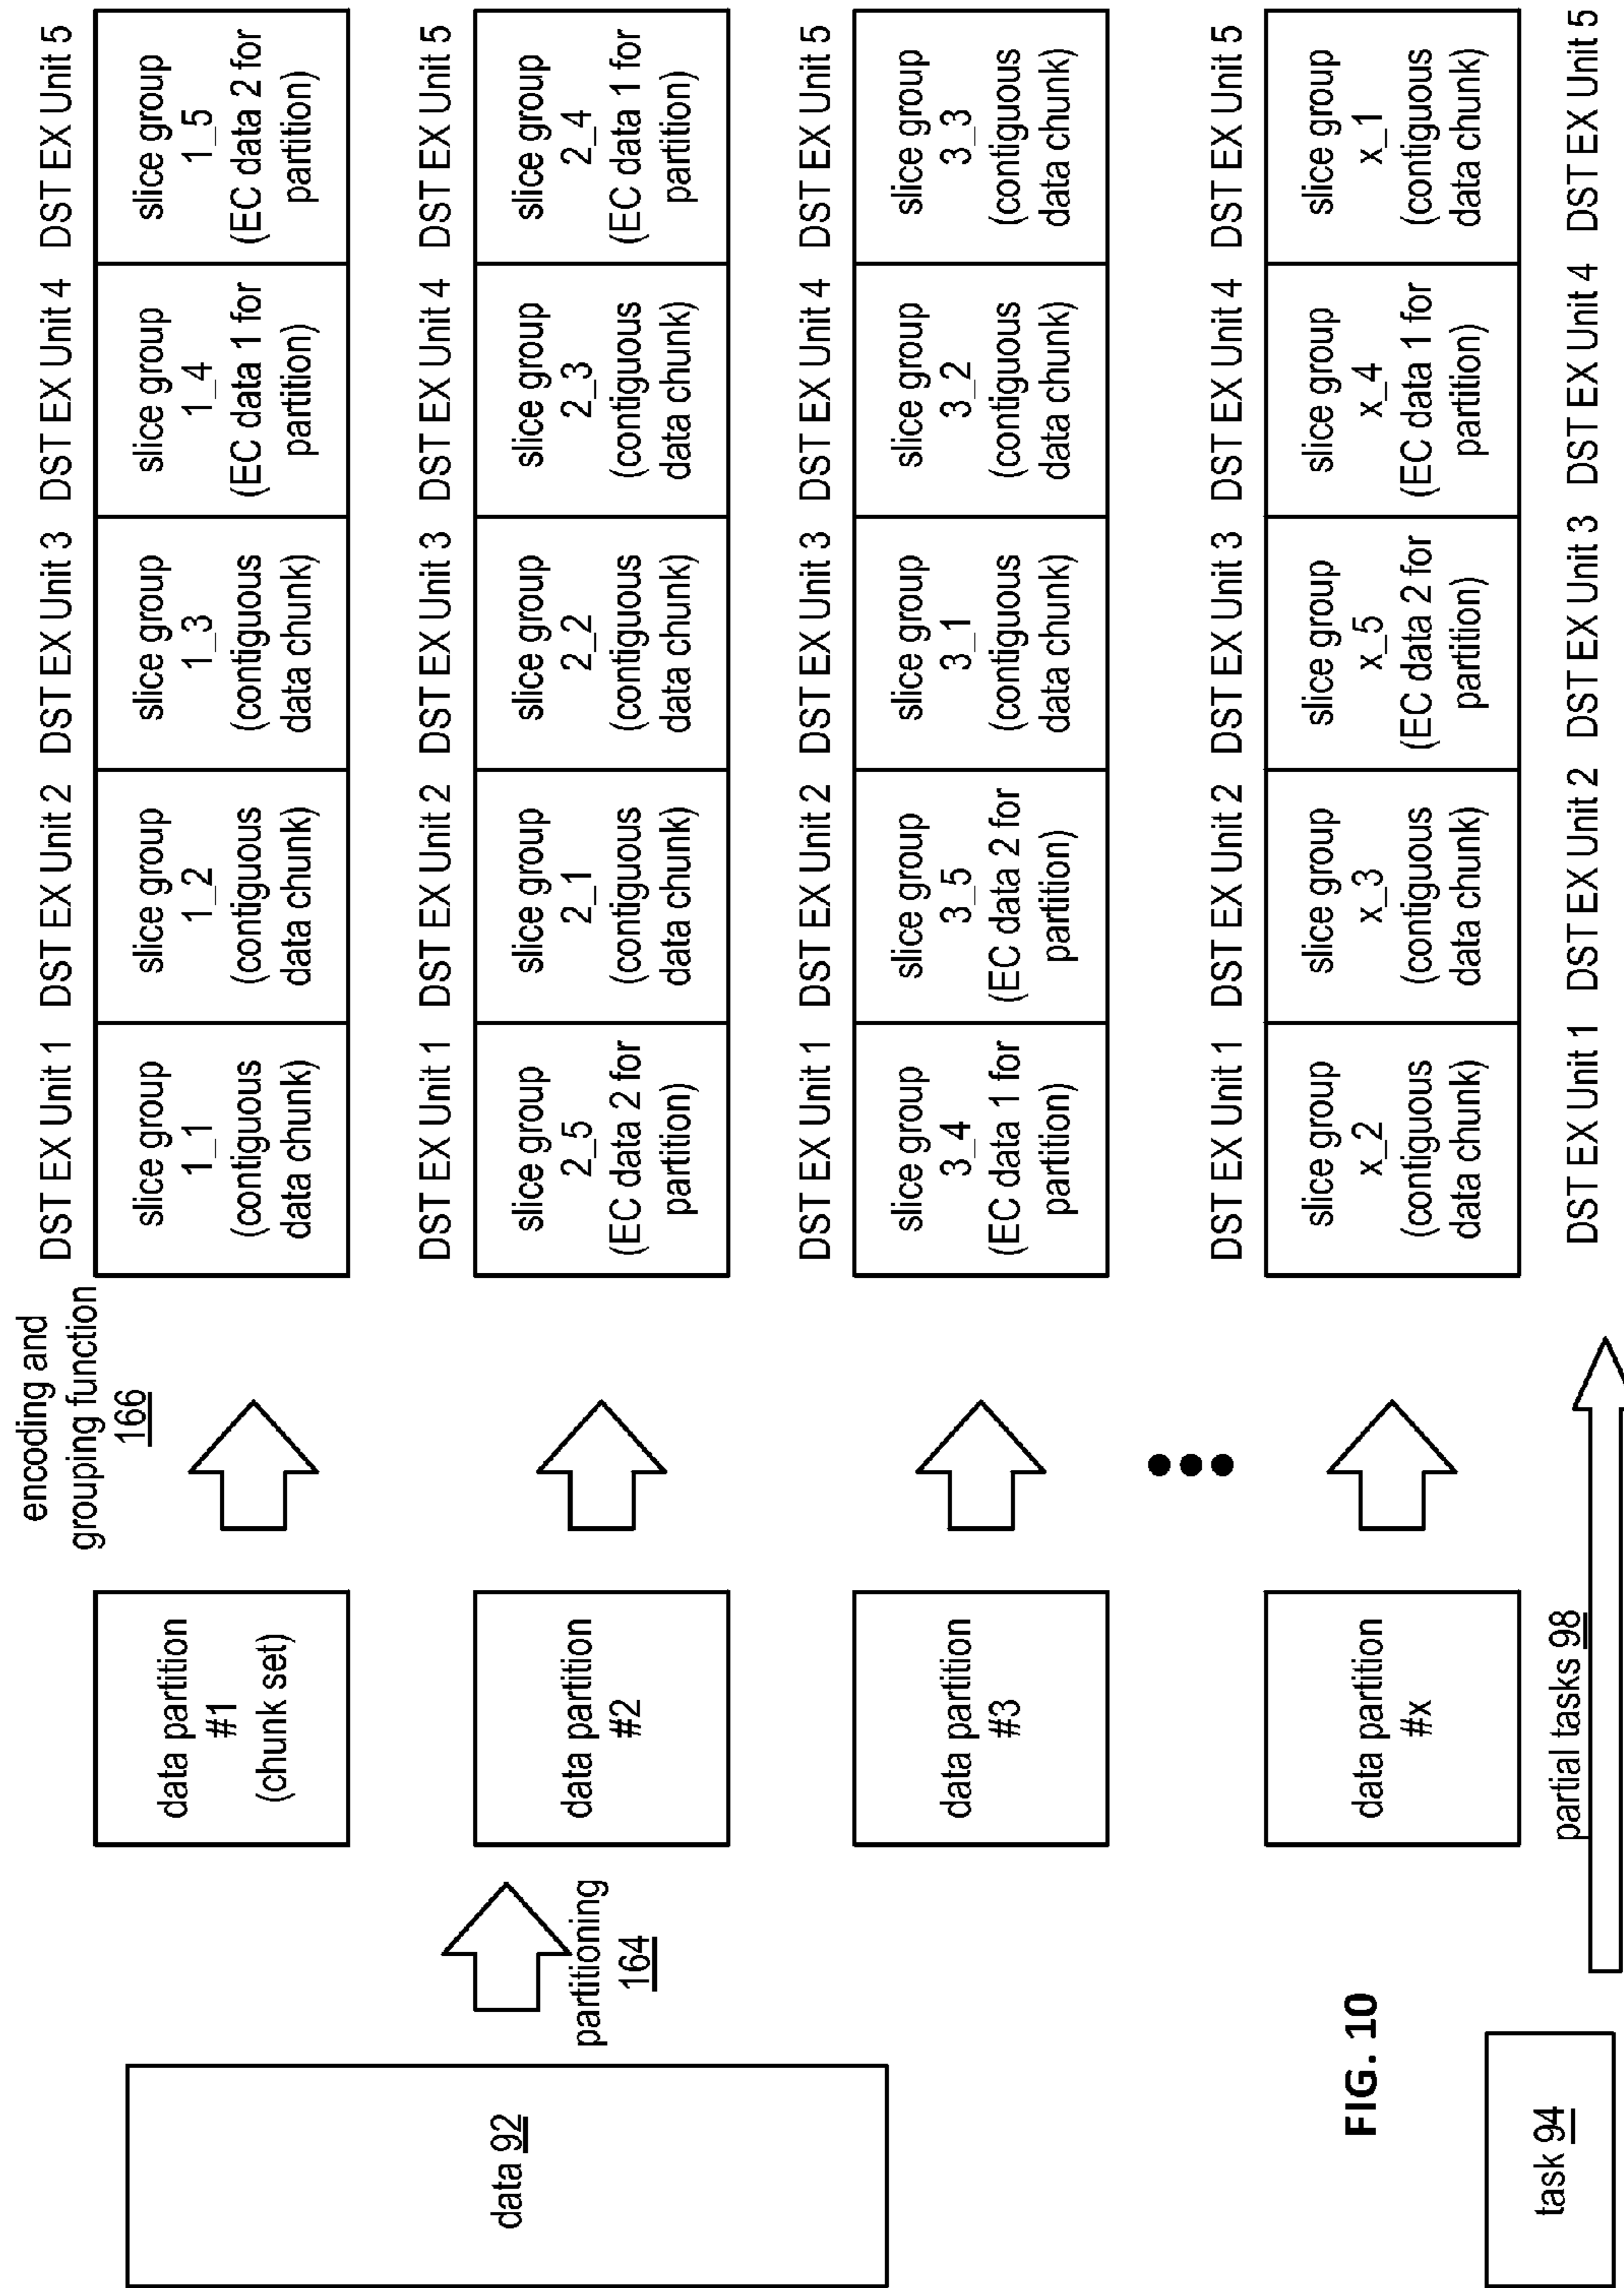 encoding and
grouping function
166
DST EX Unit 1 DST EX Unit 2 DST EX Unit 3 DST EX Unit 4 DST EX Unit 5
data 92
partitioning
164
data partition
#1
(chunk set)
slice group
1_1
(contiguous
data chunk)
slice group
1_2
(contiguous
data chunk)
slice group
1_3
(contiguous
data chunk)
slice group
1_4
(EC data 1 for
partition)
slice group
1_5
(EC data 2 for
partition)
DST EX Unit 1 DST EX Unit 2 DST EX Unit 3 DST EX Unit 4 DST EX Unit 5
data partition
#2
slice group
2_5
(EC data 2 for
partition)
slice group
2_1
(contiguous
data chunk)
slice group
2_2
(contiguous
data chunk)
slice group
2_3
(contiguous
data chunk)
slice group
2_4
(EC data 1 for
partition)
DST EX Unit 1 DST EX Unit 2 DST EX Unit 3 DST EX Unit 4 DST EX Unit 5
data partition
#3
slice group
3_4
(EC data 1 for
partition)
slice group
3_5
(EC data 2 for
partition)
slice group
3_1
(contiguous
data chunk)
slice group
3_2
(contiguous
data chunk)
slice group
3_3
(contiguous
data chunk)
DST EX Unit 1 DST EX Unit 2 DST EX Unit 3 DST EX Unit 4 DST EX Unit 5
data partition
#x
slice group
x_2
(contiguous
data chunk)
slice group
x_3
(contiguous
data chunk)
slice group
x_5
(EC data 2 for
partition)
slice group
x_4
(EC data 1 for
partition)
slice group
x_1
(contiguous
data chunk)
FIG. 10
task 94
partial tasks 98
DST EX Unit 1 DST EX Unit 2 DST EX Unit 3 DST EX Unit 4 DST EX Unit 5